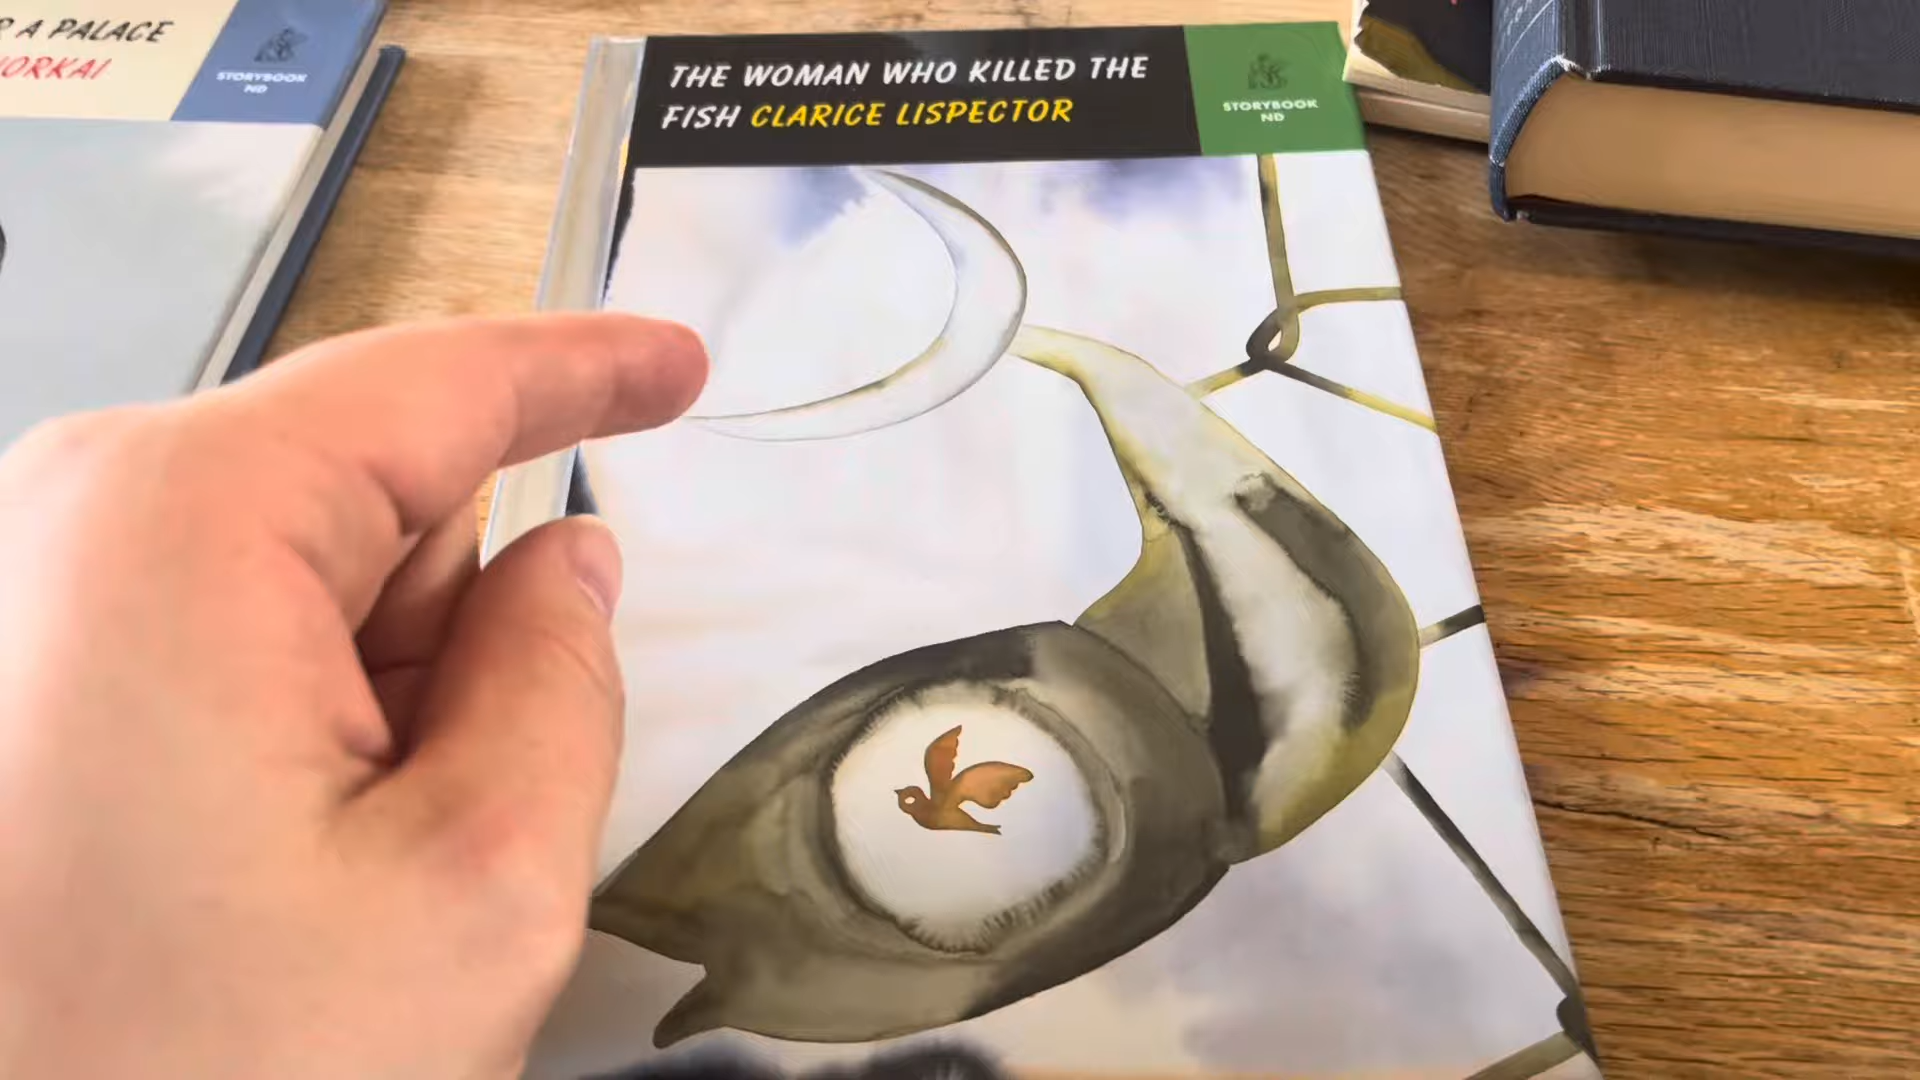 R A PALACE
ORKAI
STORYBOOK
ND
THE WOMAN WHO KILLED THE
FISH CLARICE LISPECTOR
STORYBOOK
ND